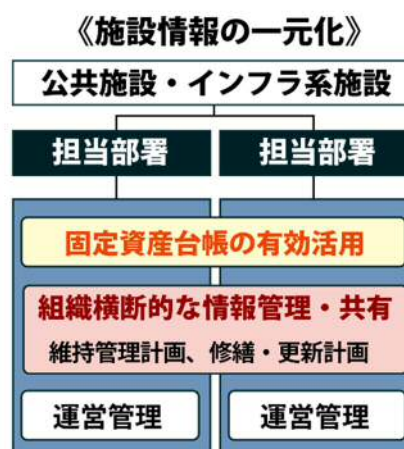 《施設情報の一元化》
公共施設・インフラ系施設
担当部署 担当部署
固定資産台帳の有効活用
組織横断的な情報管理・共有
維持管理計画、修繕・更新計画
運営管理 運営管理